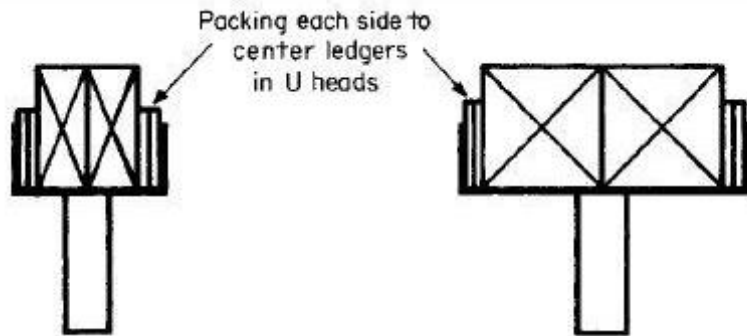 Packing each side to
center ledgers
in U heads